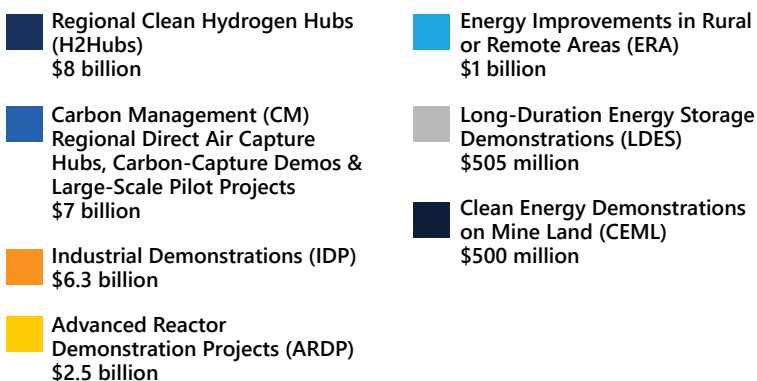 Regional Clean Hydrogen Hubs
(H2Hubs)
$8 billion
Carbon Management (CM)
Regional Direct Air Capture
Hubs, Carbon-Capture Demos &
Large-Scale Pilot Projects
$7 billion
Industrial Demonstrations (IDP)
$6.3 billion
Advanced Reactor
Demonstration Projects (ARDP)
$2.5 billion
Energy Improvements in Rural
or Remote Areas (ERA)
$1 billion
Long-Duration Energy Storage
Demonstrations (LDES)
$505 million
Clean Energy Demonstrations
on Mine Land (CEML)
$500 million